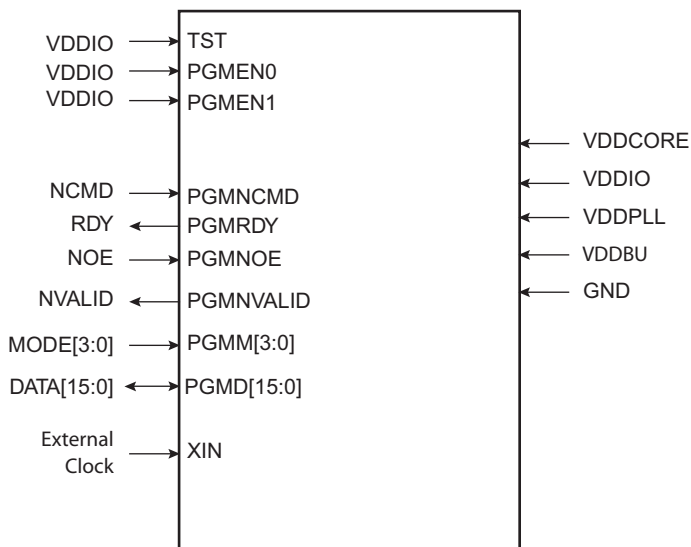 VDDIO TST
VDDIO PGMEN0
VDDIO PGMEN1
VDDCORE
VDDIO
NCMD PGMNCMD
VDDPLL
RDY PGMRDY
VDDBU
NOE PGMNOE
GND
NVALID PGMNVALID
MODE[3:0] PGMM[3:0]
DATA[15:0] PGMD[15:0]
External
Clock
XIN